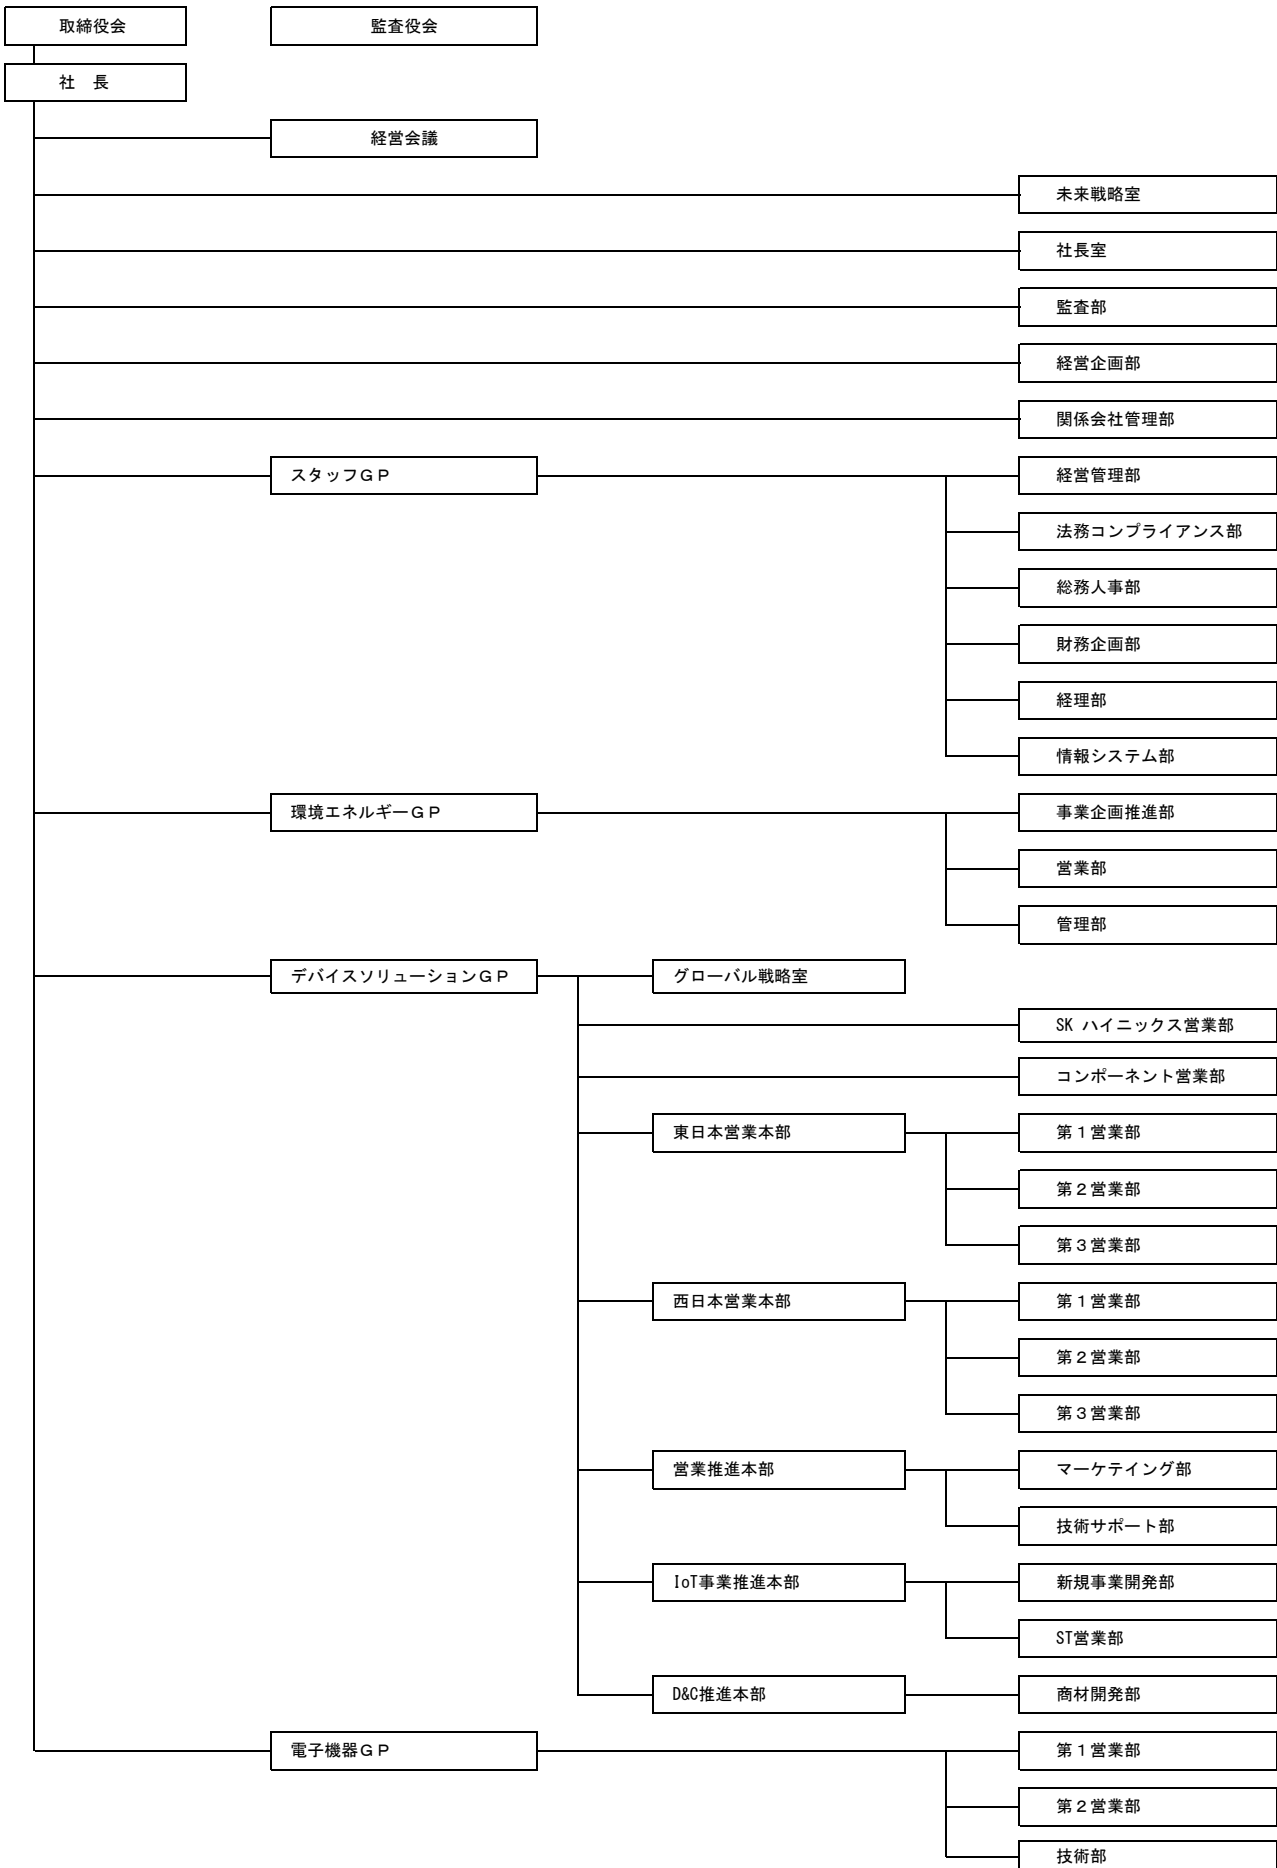 取締役会
監査役会
社　長
経営会議
未来戦略室
社長室
監査部
経営企画部
関係会社管理部
スタッフＧＰ
経営管理部
法務コンプライアンス部
総務人事部
財務企画部
経理部
情報システム部
環境エネルギーＧＰ
事業企画推進部
営業部
管理部
デバイスソリューションＧＰ
グローバル戦略室
SK ハイニックス営業部
コンポーネント営業部
東日本営業本部
第１営業部
第２営業部
第３営業部
西日本営業本部
第１営業部
第２営業部
第３営業部
営業推進本部
マーケテイング部
技術サポート部
IoT事業推進本部
新規事業開発部
ST営業部
D&C推進本部
商材開発部
電子機器ＧＰ
第１営業部
第２営業部
技術部